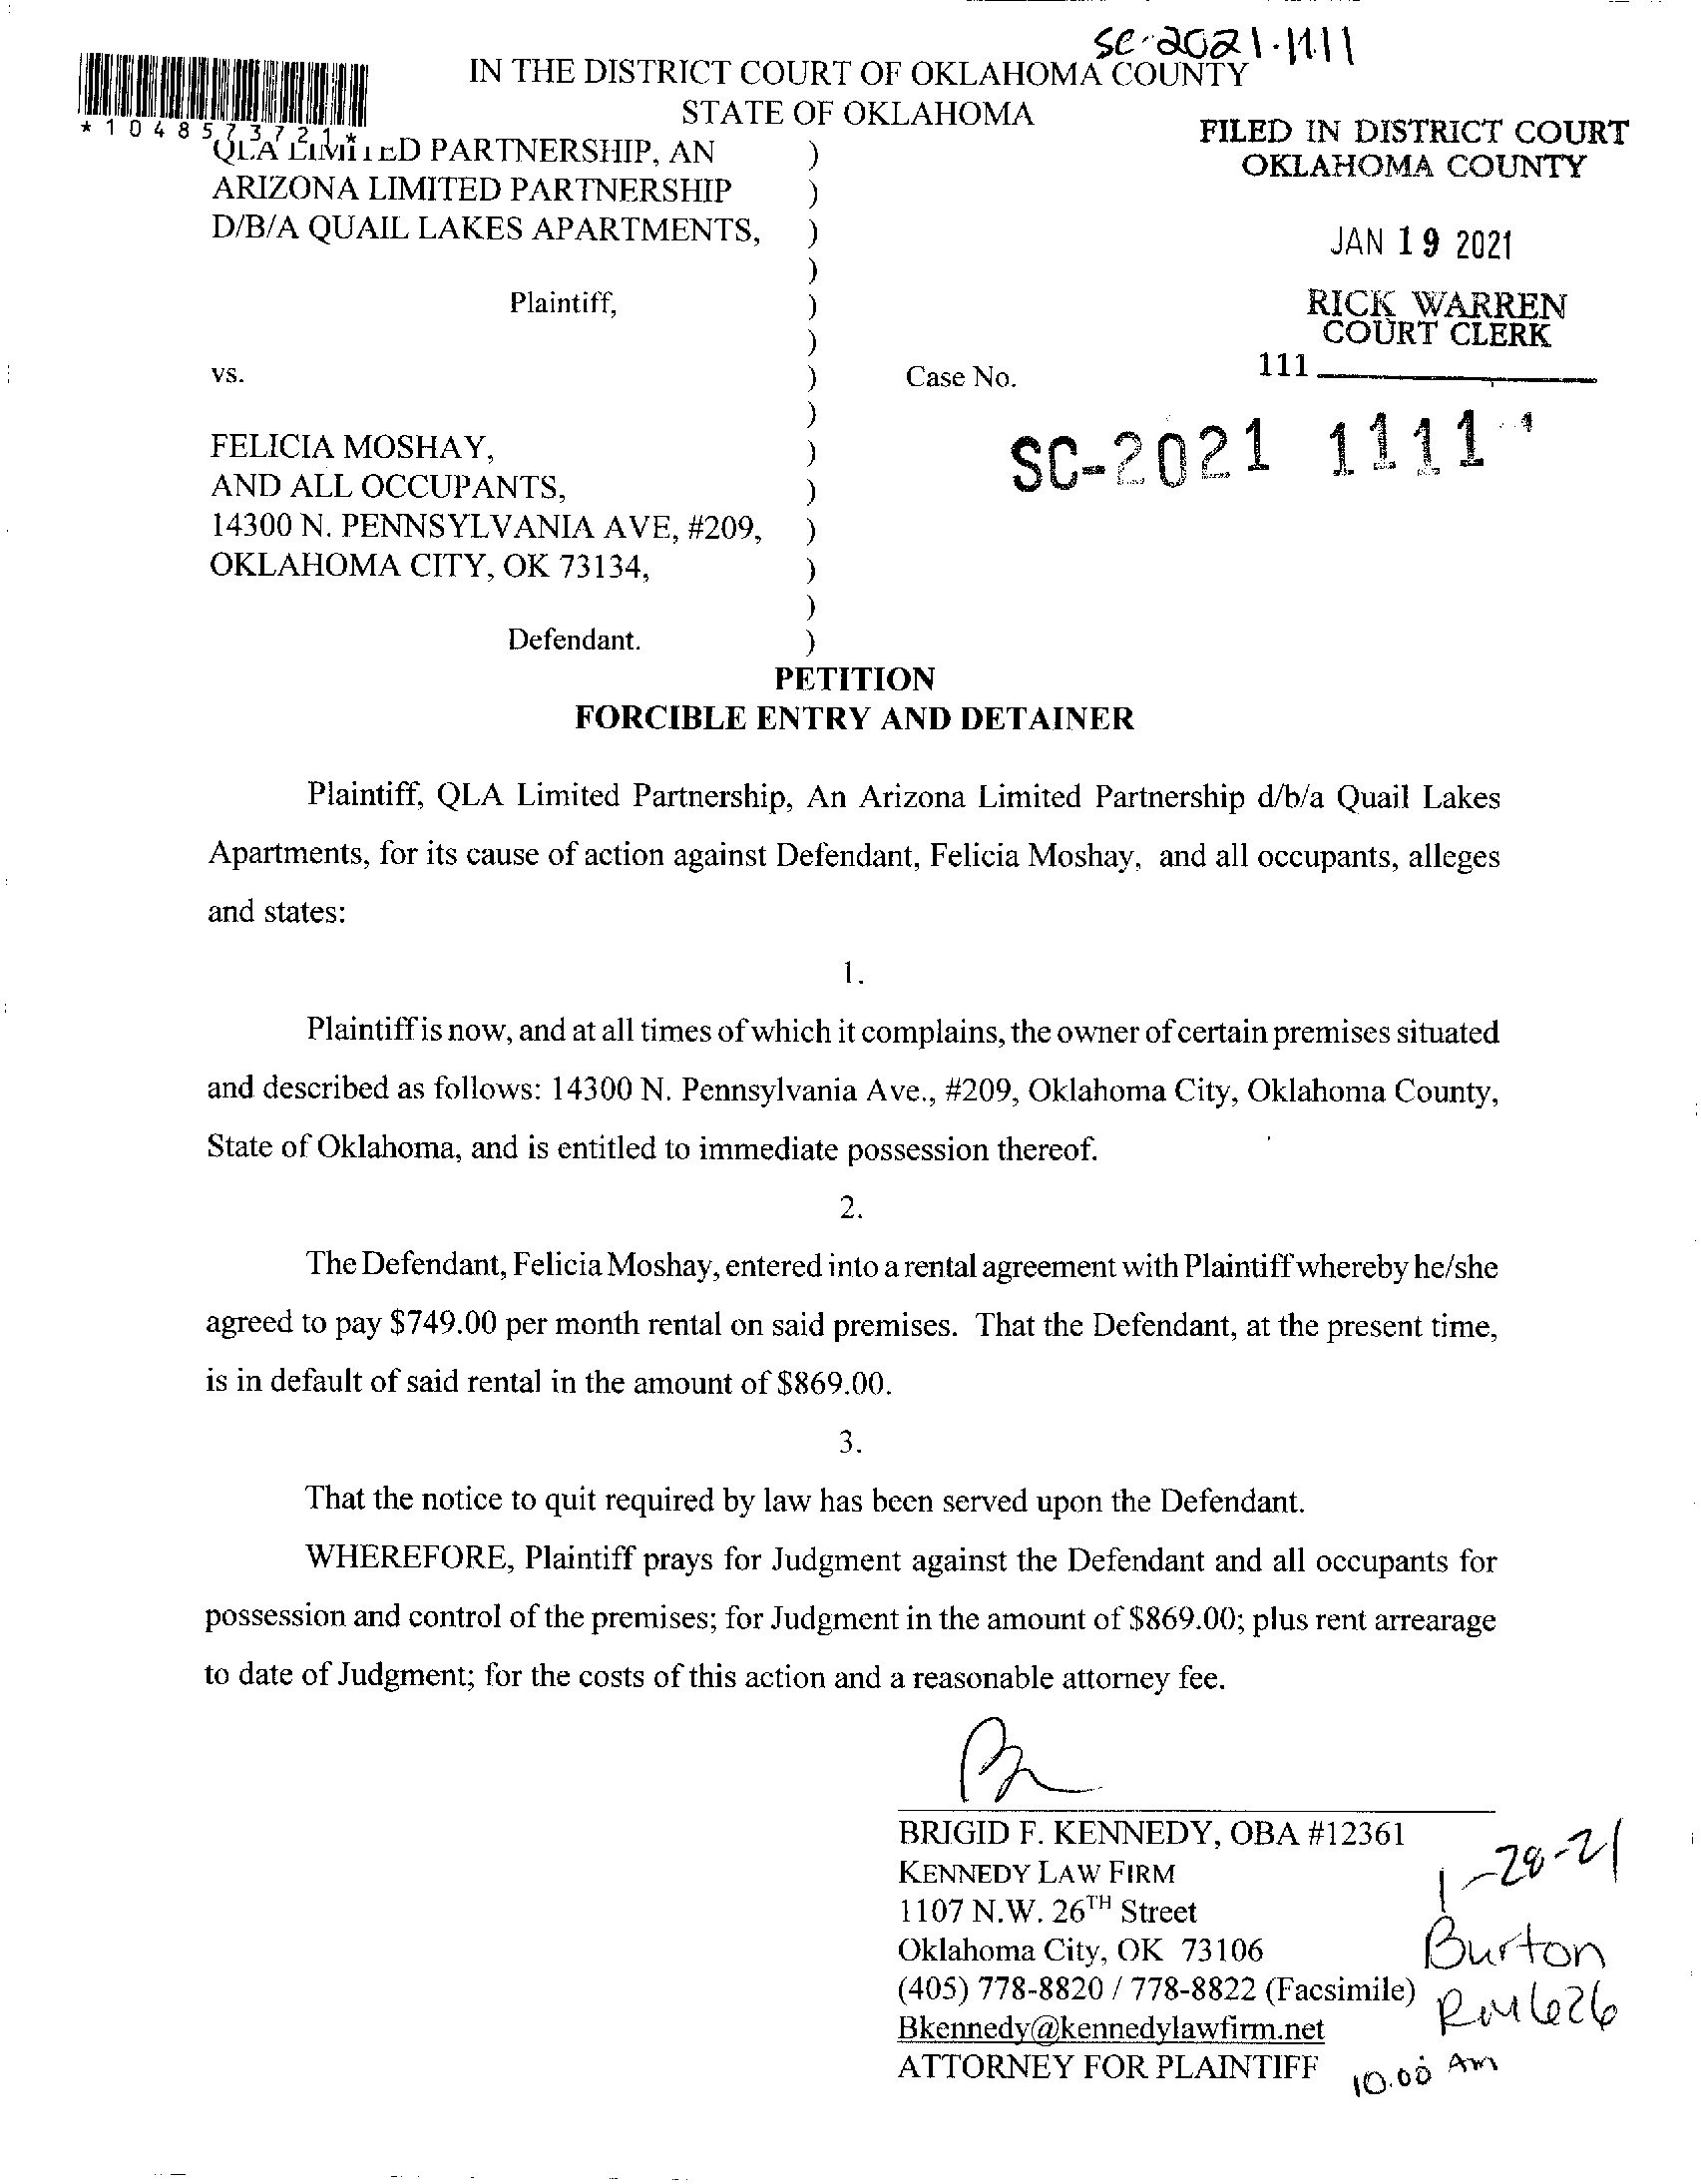 SC-2021-1111
IN THE DISTRICT COURT OF OKLAHOMA COUNTY
STATE OF OKLAHOMA
*1048573721*
QLA LIMITED PARTNERSHIP, AN )
ARIZONA LIMITED PARTNERSHIP )
D/B/A QUAIL LAKES APARTMENTS, )
)
Plaintiff, )
)
vs. ) Case No.
)
FELICIA MOSHAY, )
AND ALL OCCUPANTS, )
14300 N. PENNSYLVANIA AVE, #209, )
OKLAHOMA CITY, OK 73134, )
)
Defendant. )
FILED IN DISTRICT COURT
OKLAHOMA COUNTY
JAN 19 2021
RICK WARREN
COURT CLERK
111
SC-2021 1111
PETITION
FORCIBLE ENTRY AND DETAINER
Plaintiff, QLA Limited Partnership, An Arizona Limited Partnership d/b/a Quail Lakes
Apartments, for its cause of action against Defendant, Felicia Moshay, and all occupants, alleges
and states:
1.
Plaintiff is now, and at all times of which it complains, the owner of certain premises situated
and described as follows: 14300 N. Pennsylvania Ave., #209, Oklahoma City, Oklahoma County,
State of Oklahoma, and is entitled to immediate possession thereof.
2.
The Defendant, Felicia Moshay, entered into a rental agreement with Plaintiff whereby he/she
agreed to pay $749.00 per month rental on said premises. That the Defendant, at the present time,
is in default of said rental in the amount of $869.00.
3.
That the notice to quit required by law has been served upon the Defendant.
WHEREFORE, Plaintiff prays for Judgment against the Defendant and all occupants for
possession and control of the premises; for Judgment in the amount of $869.00; plus rent arrearage
to date of Judgment; for the costs of this action and a reasonable attorney fee.
BRIGID F. KENNEDY, OBA #12361
KENNEDY LAW FIRM
1107 N.W. 26TH Street
Oklahoma City, OK 73106
(405) 778-8820 / 778-8822 (Facsimile)
Bkennedy@kennedylawfirm.net
ATTORNEY FOR PLAINTIFF
1-28-21
Burton
Rm 626
10:00 AM